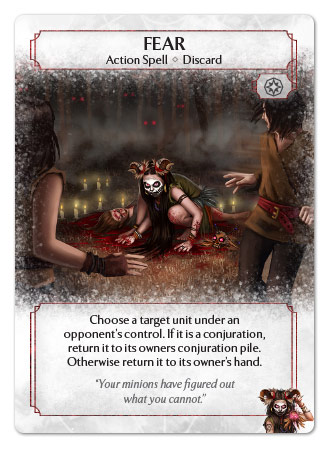 FEAR
Action Spell ◇ Discard
Choose a target unit under an
opponent's control. If it is a conjuration,
return it to its owners conjuration pile.
Otherwise return it to its owner's hand.
"Your minions have figured out
what you cannot."